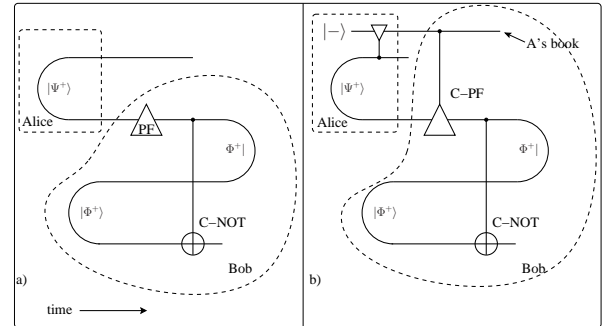 |Ψ⁺⟩
Alice
PF
Φ⁺|
|Φ⁺⟩
C–NOT
Bob
a)
time
|−⟩
A's book
|Ψ⁺⟩
C–PF
Alice
Φ⁺|
|Φ⁺⟩
C–NOT
Bob
b)